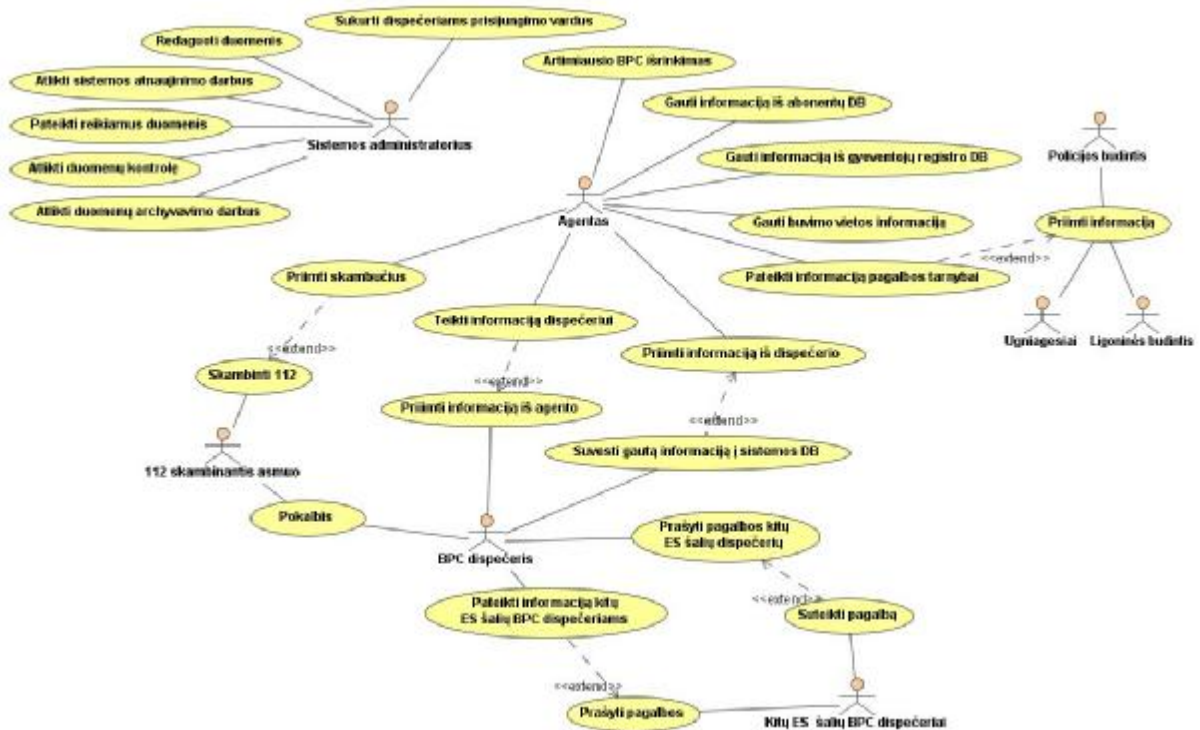 Sukurti dispečeriams prisijungimo vardus
Redaguoti duomenis
Artimiausio BPC išrinkimas
Atlikti sistemos atnaujinimo darbus
Gauti informaciją iš abonentų DB
Pateikti reikiamus duomenis
Sistemos administratorius
Policijos budintis
Gauti informaciją iš gyventojų registro DB
Atlikti duomenų kontrolę
Atlikti duomenų archyvavimo darbus
Agentas
Gauti buvimo vietos informaciją
Priimti informaciją
<<extend>>
Priimti skambučius
Pateikti informaciją pagalbos tarnybai
Teikti informaciją dispečeriui
Ugniagesiai
Ligoninės budintis
<<extend>>
Priimti informaciją iš dispečerio
Skambinti 112
<<extend>>
Priiimti informaciją iš agento
<<extend>>
Suvesti gautą informaciją į sistemos DB
112 skambinantis asmuo
Pokalbis
Prašyti pagalbos kitų
ES šalių dispečerių
BPC dispečeris
Pateikti informaciją kitų
ES šalių BPC dispečeriams
<<extend>>
Suteikti pagalbą
<<extend>>
Prašyti pagalbos
Kitų ES šalių BPC dispečeriai